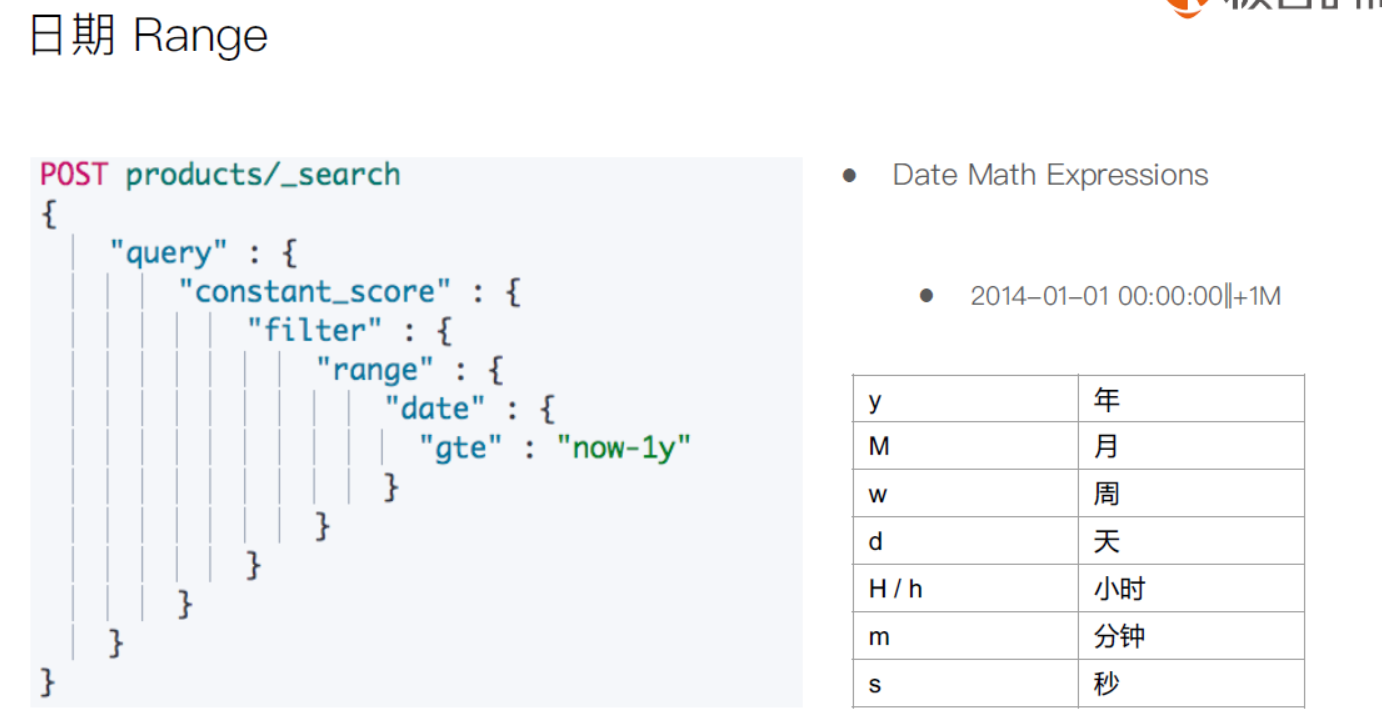 日期 Range
POST products/_search
{
"query" : {
"constant_score" : {
"filter" : {
"range" : {
"date" : {
"gte" : "now-1y"
}
}
}
}
}
}
Date Math Expressions
2014-01-01 00:00:00||+1M
y 年
M 月
w 周
d 天
H / h 小时
m 分钟
s 秒